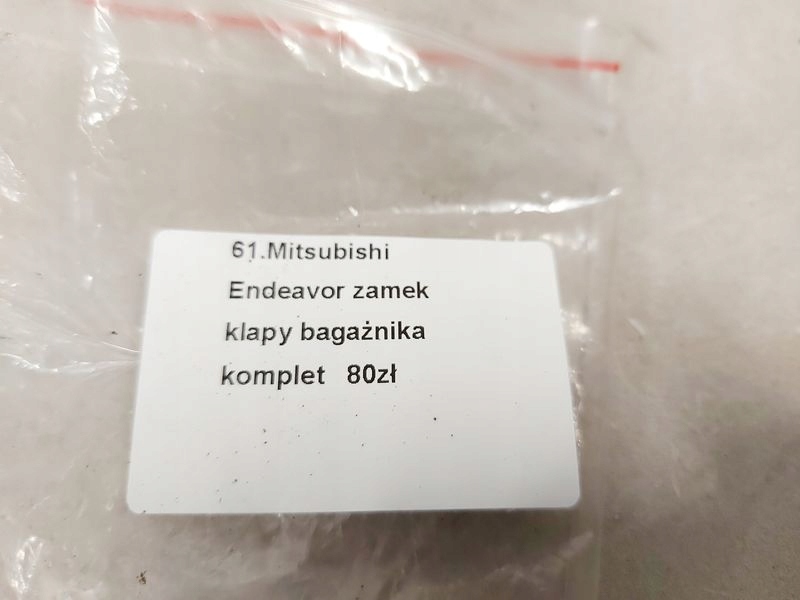 61.Mitsubishi
Endeavor zamek
klapy bagażnika
komplet 80zł